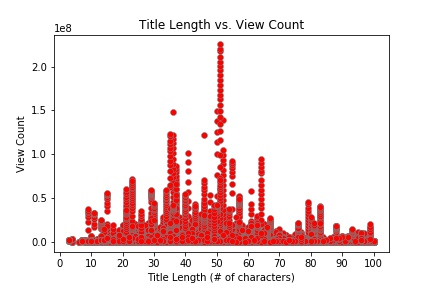 Title Length vs. View Count
1e8
2.0
1.5
1.0
0.5
0.0
View Count
0 10 20 30 40 50 60 70 80 90 100
Title Length (# of characters)